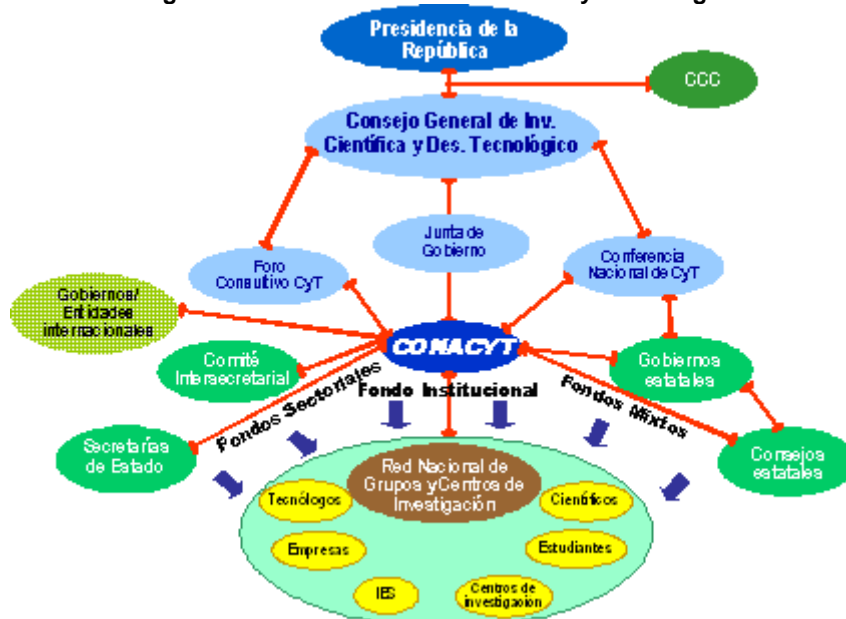 Presidencia de la
República
CCC
Consejo General de Inv.
Científica y Des. Tecnológico
Junta de
Gobierno
Foro
Consultivo CyT
Conferencia
Nacional de CyT
Gobiernos/
Entidades
internacionales
CONACYT
Comité
Intersecretarial
Gobiernos
estatales
Fondos Sectoriales
Fondo Institucional
Fondos Mixtos
Secretarías
de Estado
Consejos
estatales
Red Nacional de
Grupos y Centros de
Investigación
Tecnólogos
Científicos
Empresas
Estudiantes
IES
Centros de
investigacion